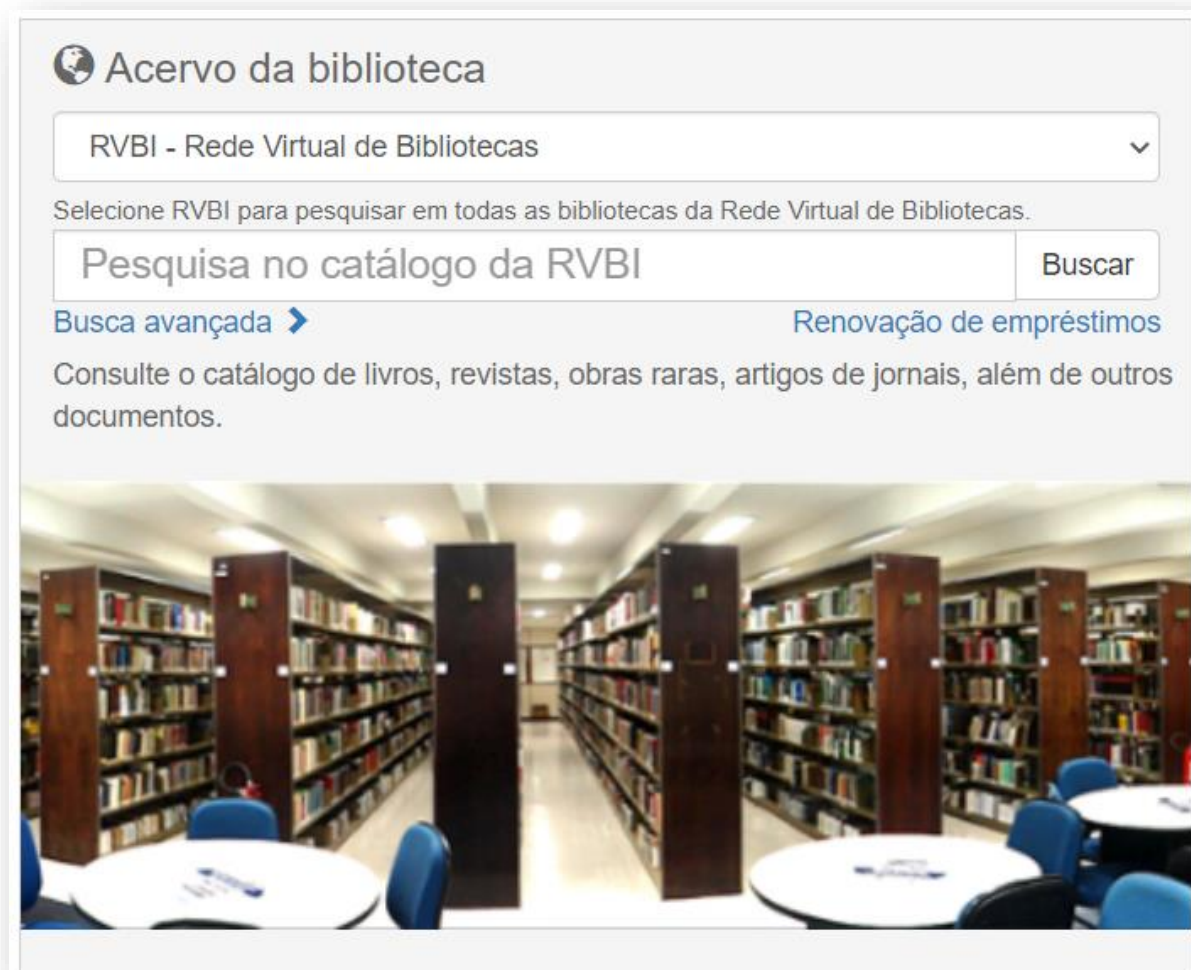 Acervo da biblioteca
RVBI - Rede Virtual de Bibliotecas
Selecione RVBI para pesquisar em todas as bibliotecas da Rede Virtual de Bibliotecas.
Pesquisa no catálogo da RVBI
Buscar
Busca avançada
Renovação de empréstimos
Consulte o catálogo de livros, revistas, obras raras, artigos de jornais, além de outros
documentos.